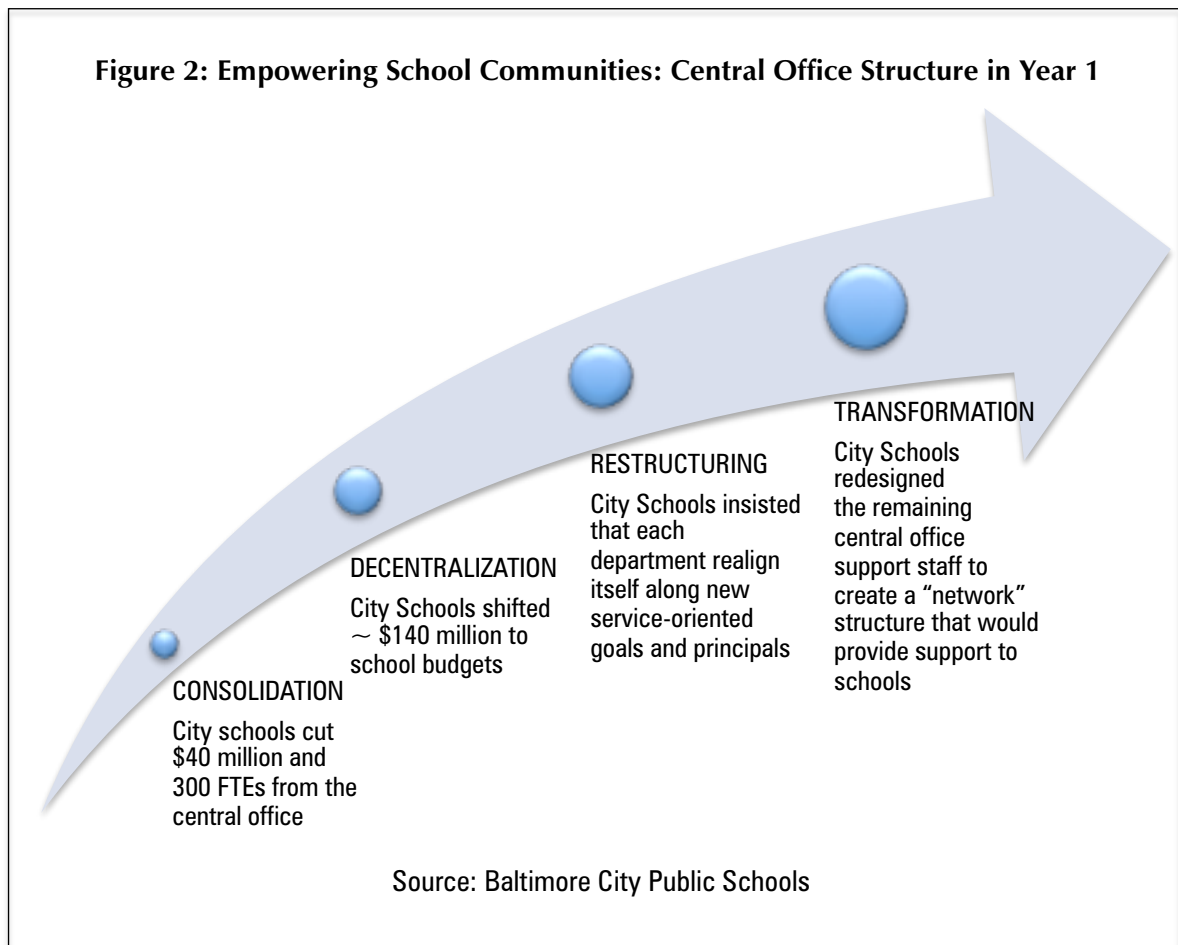 Figure 2: Empowering School Communities: Central Office Structure in Year 1
CONSOLIDATION
City schools cut
$40 million and
300 FTEs from the
central office
DECENTRALIZATION
City Schools shifted
~ $140 million to
school budgets
RESTRUCTURING
City Schools insisted
that each
department realign
itself along new
service-oriented
goals and principals
TRANSFORMATION
City Schools
redesigned
the remaining
central office
support staff to
create a “network”
structure that would
provide support to
schools
Source: Baltimore City Public Schools